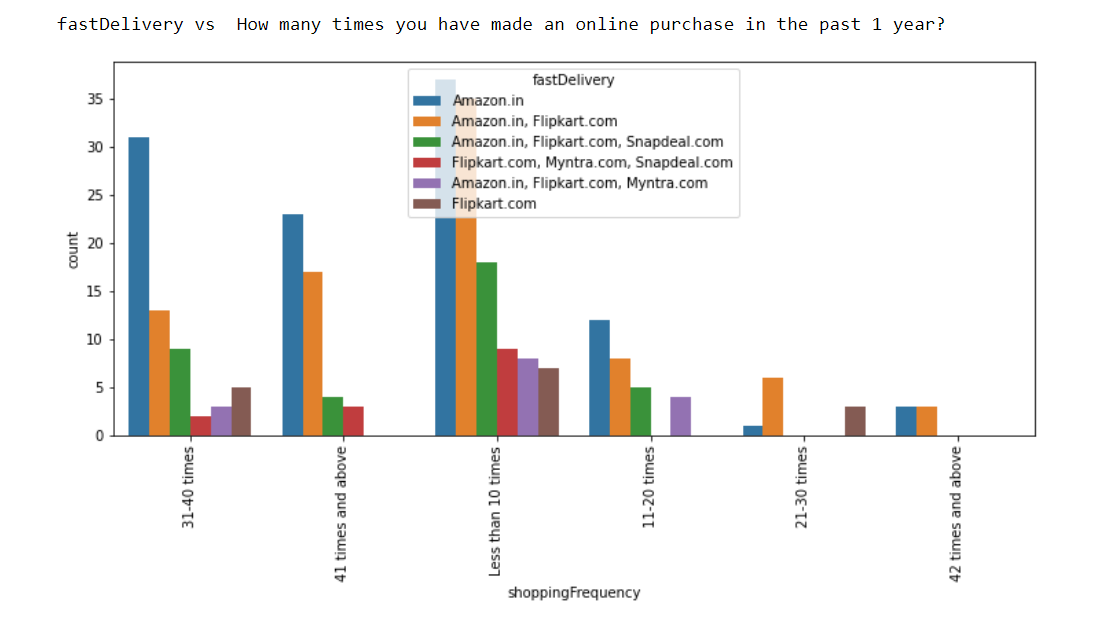 fastDelivery vs  How many times you have made an online purchase in the past 1 year?
fastDelivery
Amazon.in
Amazon.in, Flipkart.com
Amazon.in, Flipkart.com, Snapdeal.com
Flipkart.com, Myntra.com, Snapdeal.com
Amazon.in, Flipkart.com, Myntra.com
Flipkart.com
35
30
25
20
15
10
5
0
count
31-40 times
41 times and above
Less than 10 times
11-20 times
21-30 times
42 times and above
shoppingFrequency